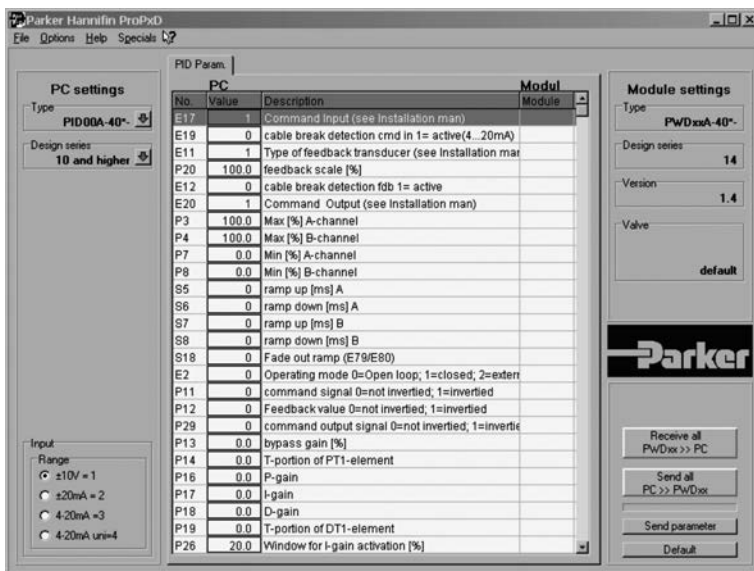 Parker Hannifin ProPxD
File Options Help Specials
PID Param.
PC settings
Type
PID00A-40*-
Design series
10 and higher
Input
Range
±10V = 1
±20mA = 2
4-20mA =3
4-20mA uni=4
PC Modul
No. Value Description Module
E17 1 Command Input (see Installation man)
E19 0 cable break detection cmd in 1= active(4...20mA)
E11 1 Type of feedback transducer (see Installation man
P20 100.0 feedback scale [%]
E12 0 cable break detection fdb 1= active
E20 1 Command Output (see Installation man)
P3 100.0 Max [%] A-channel
P4 100.0 Max [%] B-channel
P7 0.0 Min [%] A-channel
P8 0.0 Min [%] B-channel
S5 0 ramp up [ms] A
S6 0 ramp down [ms] A
S7 0 ramp up [ms] B
S8 0 ramp down [ms] B
S18 0 Fade out ramp (E79/E80)
E2 0 Operating mode 0=Open loop; 1=closed; 2=extern
P11 0 command signal 0=not invertied; 1=invertied
P12 0 Feedback value 0=not invertied; 1=invertied
P29 0 command output signal 0=not invertied; 1=invertie
P13 0.0 bypass gain [%]
P14 0.0 T-portion of PT1-element
P16 0.0 P-gain
P17 0.0 I-gain
P18 0.0 D-gain
P19 0.0 T-portion of DT1-element
P26 20.0 Window for I-gain activation [%]
Module settings
Type
PWDxxA-40*-
Design series
14
Version
1.4
Valve
default
Parker
Receive all
PWDxx >> PC
Send all
PC >> PWDxx
Send parameter
Default